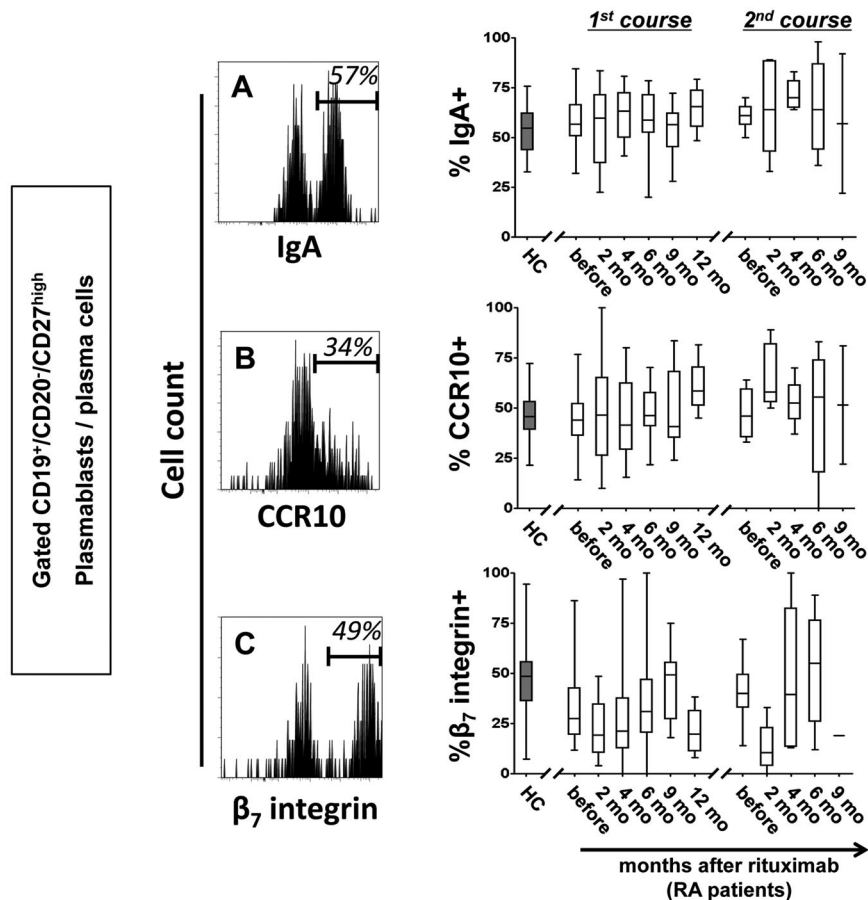 1st course
2nd course
A
57%
IgA
% IgA+
100
75
50
25
0
HC
before
2 mo
4 mo
6 mo
9 mo
12 mo
before
2 mo
4 mo
6 mo
9 mo
Gated CD19+/CD20-/CD27high
Plasmablasts / plasma cells
Cell count
B
34%
CCR10
% CCR10+
100
75
50
25
0
HC
before
2 mo
4 mo
6 mo
9 mo
12 mo
before
2 mo
4 mo
6 mo
9 mo
C
49%
β7 integrin
%β7 integrin+
100
75
50
25
0
HC
before
2 mo
4 mo
6 mo
9 mo
12 mo
before
2 mo
4 mo
6 mo
9 mo
months after rituximab
(RA patients)